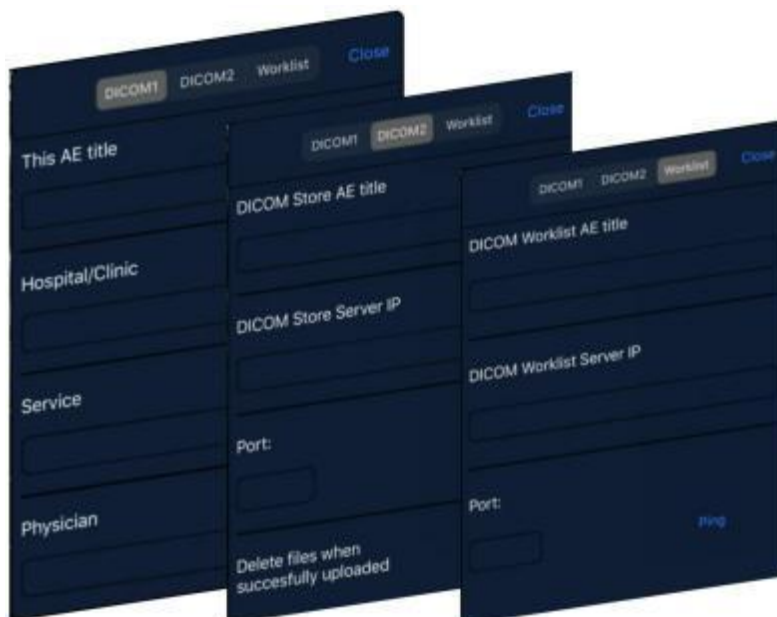 DICOM1 DICOM2 Worklist Close
This AE title
Hospital/Clinic
Service
Physician
DICOM1 DICOM2 Worklist Close
DICOM Store AE title
DICOM Store Server IP
Port:
Delete files when
succesfully uploaded
DICOM1 DICOM2 Worklist Close
DICOM Worklist AE title
DICOM Worklist Server IP
Port:
Ping